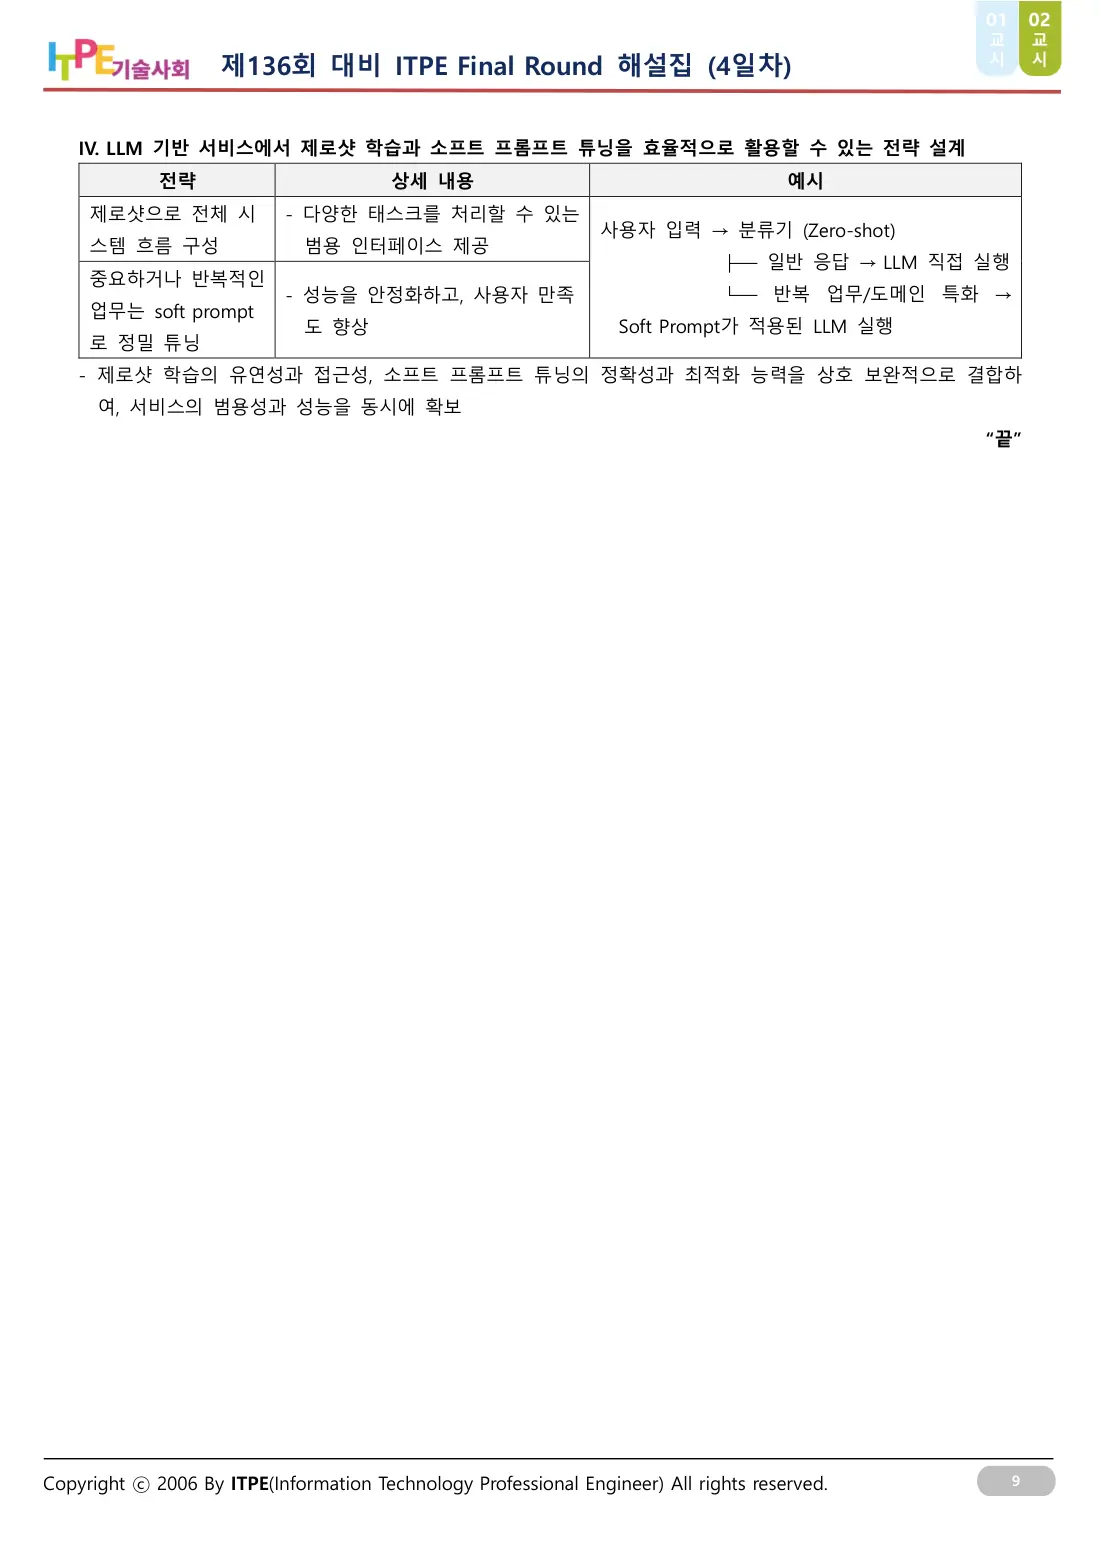 01
교
시
02
교
시
ITPE기술사회 제136회 대비 ITPE Final Round 해설집 (4일차)
IV. LLM 기반 서비스에서 제로샷 학습과 소프트 프롬프트 튜닝을 효율적으로 활용할 수 있는 전략 설계
전략 상세 내용 예시
제로샷으로 전체 시
스템 흐름 구성
- 다양한 태스크를 처리할 수 있는
범용 인터페이스 제공
중요하거나 반복적인
업무는 soft prompt
로 정밀 튜닝
- 성능을 안정화하고, 사용자 만족
도 향상
사용자 입력 → 분류기 (Zero-shot)
├── 일반 응답 → LLM 직접 실행
└── 반복 업무/도메인 특화 →
Soft Prompt가 적용된 LLM 실행
- 제로샷 학습의 유연성과 접근성, 소프트 프롬프트 튜닝의 정확성과 최적화 능력을 상호 보완적으로 결합하
여, 서비스의 범용성과 성능을 동시에 확보
“끝”
Copyright ⓒ 2006 By ITPE(Information Technology Professional Engineer) All rights reserved.
9